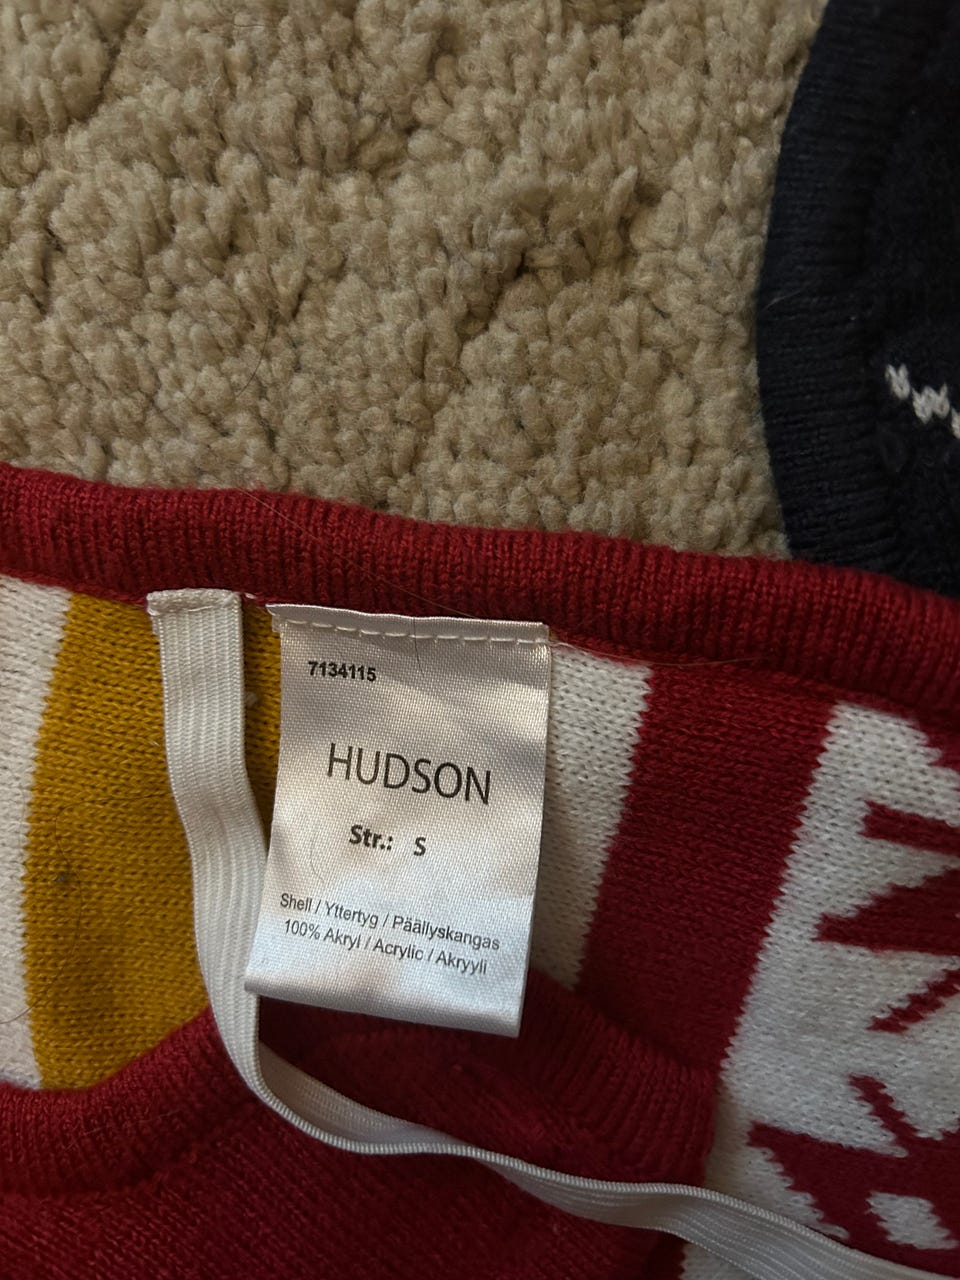 7134115
HUDSON
Str.: S
Shell / Yttertyg / Päällyskangas
100% Akryl / Acrylic / Akryyli